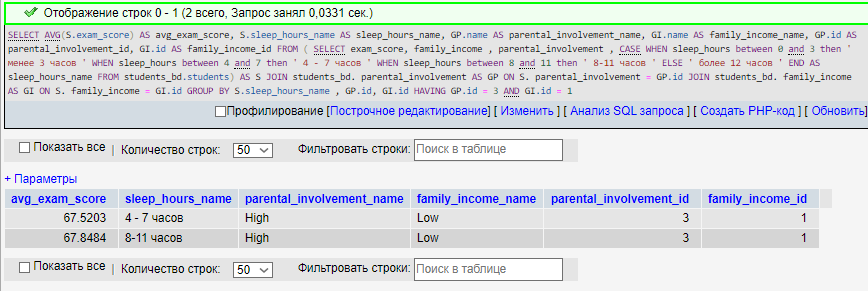 Отображение строк 0 - 1 (2 всего, Запрос занял 0,0331 сек.)
SELECT AVG(S.exam_score) AS avg_exam_score, S.sleep_hours_name AS sleep_hours_name, GP.name AS parental_involvement_name, GI.name AS family_income_name, GP.id AS
parental_involvement_id, GI.id AS family_income_id FROM ( SELECT exam_score, family_income , parental_involvement , CASE WHEN sleep_hours between 0 and 3 then '
менее 3 часов ' WHEN sleep_hours between 4 and 7 then ' 4 - 7 часов ' WHEN sleep_hours between 8 and 11 then ' 8-11 часов ' ELSE ' более 12 часов ' END AS
sleep_hours_name FROM students_bd.students) AS S JOIN students_bd. parental_involvement AS GP ON S. parental_involvement = GP.id JOIN students_bd. family_income
AS GI ON S. family_income = GI.id GROUP BY S.sleep_hours_name , GP.id, GI.id HAVING GP.id = 3 AND GI.id = 1
Профилирование [Построчное редактирование] [ Изменить ] [ Анализ SQL запроса ] [ Создать PHP-код ] [ Обновить]
Показать все | Количество строк: 50 Фильтровать строки: Поиск в таблице
+ Параметры
avg_exam_score sleep_hours_name parental_involvement_name family_income_name parental_involvement_id family_income_id
67.5203 4 - 7 часов High Low 3 1
67.8484 8-11 часов High Low 3 1
Показать все | Количество строк: 50 Фильтровать строки: Поиск в таблице